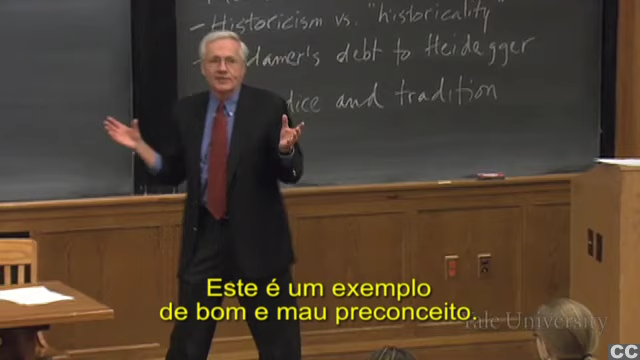 - Historicism vs. "historicality"
damer's debt to Heidegger
dice and tradition
Este é um exemplo
de bom e mau preconceito.
Yale University
CC